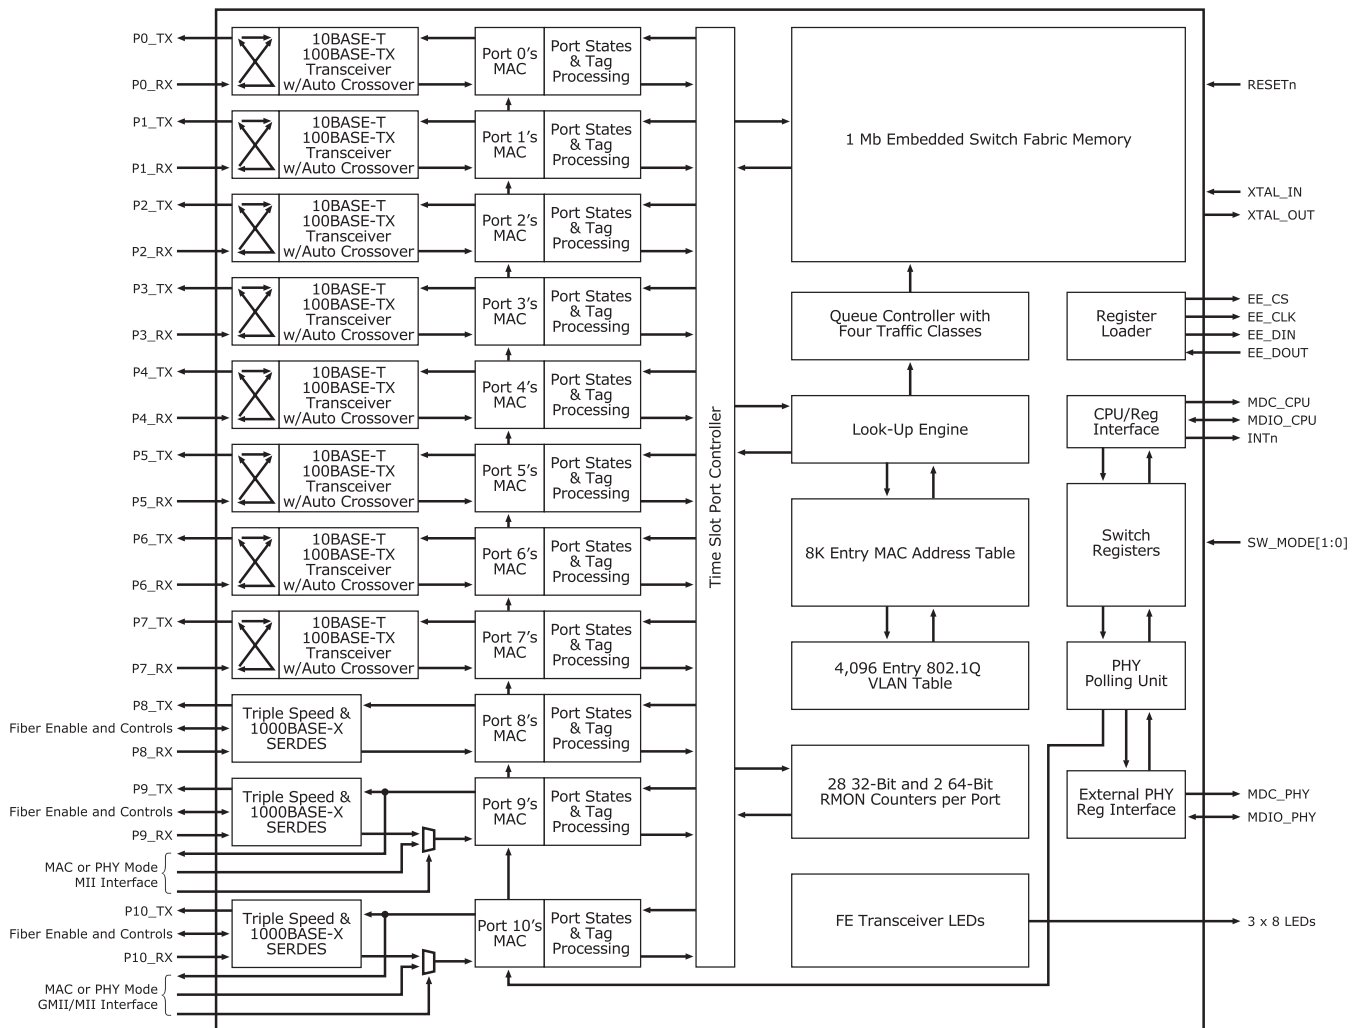 P0_TX
P0_RX
10BASE-T
100BASE-TX
Transceiver
w/Auto Crossover
Port 0's
MAC
Port States
& Tag
Processing
P1_TX
P1_RX
10BASE-T
100BASE-TX
Transceiver
w/Auto Crossover
Port 1's
MAC
Port States
& Tag
Processing
P2_TX
P2_RX
10BASE-T
100BASE-TX
Transceiver
w/Auto Crossover
Port 2's
MAC
Port States
& Tag
Processing
P3_TX
P3_RX
10BASE-T
100BASE-TX
Transceiver
w/Auto Crossover
Port 3's
MAC
Port States
& Tag
Processing
P4_TX
P4_RX
10BASE-T
100BASE-TX
Transceiver
w/Auto Crossover
Port 4's
MAC
Port States
& Tag
Processing
P5_TX
P5_RX
10BASE-T
100BASE-TX
Transceiver
w/Auto Crossover
Port 5's
MAC
Port States
& Tag
Processing
P6_TX
P6_RX
10BASE-T
100BASE-TX
Transceiver
w/Auto Crossover
Port 6's
MAC
Port States
& Tag
Processing
P7_TX
P7_RX
10BASE-T
100BASE-TX
Transceiver
w/Auto Crossover
Port 7's
MAC
Port States
& Tag
Processing
P8_TX
Fiber Enable and Controls
P8_RX
Triple Speed &
1000BASE-X
SERDES
Port 8's
MAC
Port States
& Tag
Processing
P9_TX
Fiber Enable and Controls
P9_RX
Triple Speed &
1000BASE-X
SERDES
Port 9's
MAC
Port States
& Tag
Processing
MAC or PHY Mode
MII Interface
P10_TX
Fiber Enable and Controls
P10_RX
Triple Speed &
1000BASE-X
SERDES
Port 10's
MAC
Port States
& Tag
Processing
MAC or PHY Mode
GMII/MII Interface
Time Slot Port Controller
1 Mb Embedded Switch Fabric Memory
Queue Controller with
Four Traffic Classes
Look-Up Engine
8K Entry MAC Address Table
4,096 Entry 802.1Q
VLAN Table
28 32-Bit and 2 64-Bit
RMON Counters per Port
FE Transceiver LEDs
Register
Loader
CPU/Reg
Interface
Switch
Registers
PHY
Polling Unit
External PHY
Reg Interface
RESETn
XTAL_IN
XTAL_OUT
EE_CS
EE_CLK
EE_DIN
EE_DOUT
MDC_CPU
MDIO_CPU
INTn
SW_MODE[1:0]
MDC_PHY
MDIO_PHY
3 x 8 LEDs